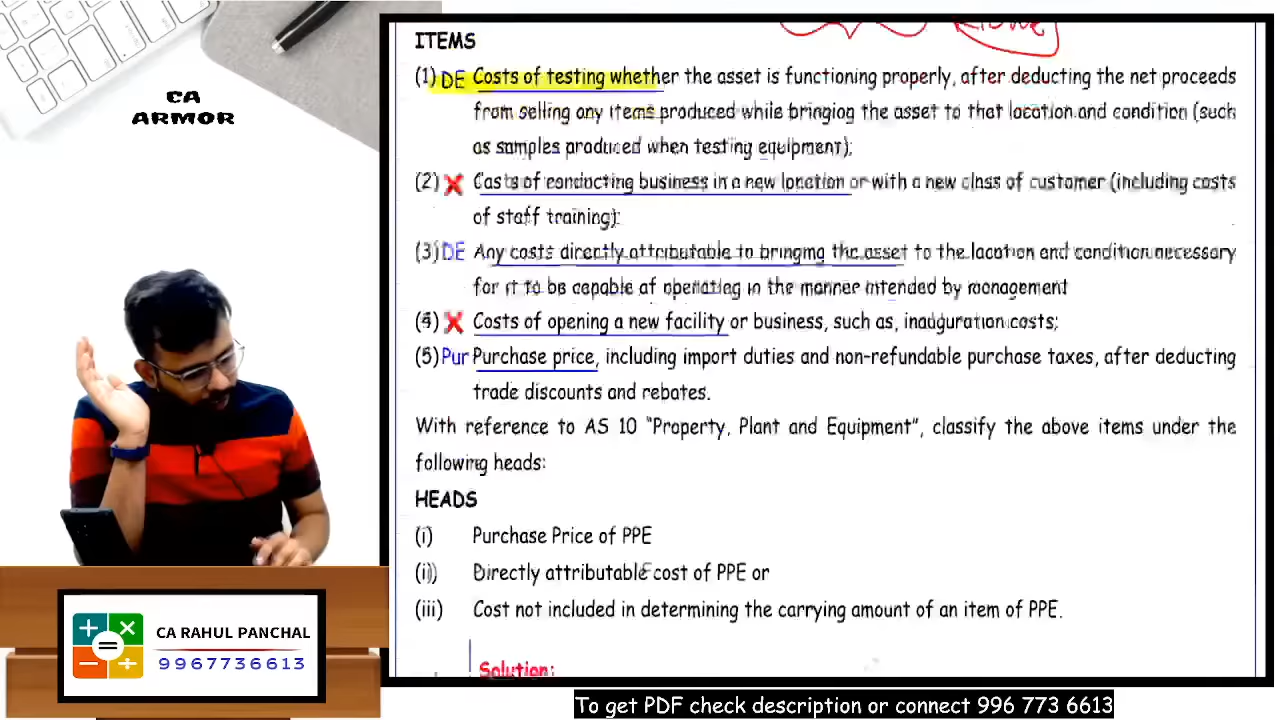 CA
ARMOR
ITEMS
(1) DE Costs of testing whether the asset is functioning properly, after deducting the net proceeds
from selling any items produced while bringing the asset to that location and condition (such
as samples produced when testing equipment);
(2) X Costs of conducting business in a new location or with a new class of customer (including costs
of staff training);
(3) DE Any costs directly attributable to bringing the asset to the location and condition necessary
for it to be capable of operating in the manner intended by management
(4) X Costs of opening a new facility or business, such as, inauguration costs;
(5) Pur Purchase price, including import duties and non-refundable purchase taxes, after deducting
trade discounts and rebates.
With reference to AS 10 "Property, Plant and Equipment", classify the above items under the
following heads:
HEADS
(i) Purchase Price of PPE
(ii) Directly attributable cost of PPE or
(iii) Cost not included in determining the carrying amount of an item of PPE.
Solution:
CA RAHUL PANCHAL
9967736613
To get PDF check description or connect 996 773 6613